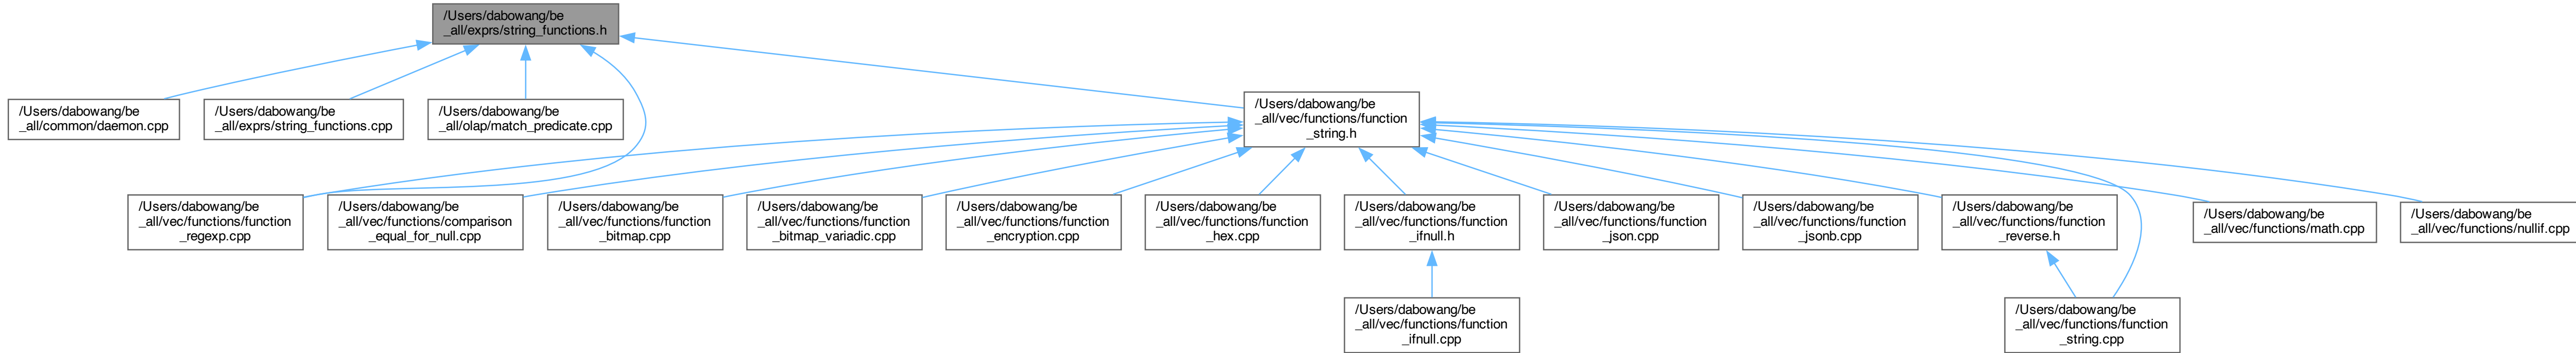 /Users/dabowang/be
_all/exprs/string_functions.h
/Users/dabowang/be
_all/common/daemon.cpp
/Users/dabowang/be
_all/exprs/string_functions.cpp
/Users/dabowang/be
_all/olap/match_predicate.cpp
/Users/dabowang/be
_all/vec/functions/function
_string.h
/Users/dabowang/be
_all/vec/functions/function
_regexp.cpp
/Users/dabowang/be
_all/vec/functions/comparison
_equal_for_null.cpp
/Users/dabowang/be
_all/vec/functions/function
_bitmap.cpp
/Users/dabowang/be
_all/vec/functions/function
_bitmap_variadic.cpp
/Users/dabowang/be
_all/vec/functions/function
_encryption.cpp
/Users/dabowang/be
_all/vec/functions/function
_hex.cpp
/Users/dabowang/be
_all/vec/functions/function
_ifnull.h
/Users/dabowang/be
_all/vec/functions/function
_json.cpp
/Users/dabowang/be
_all/vec/functions/function
_jsonb.cpp
/Users/dabowang/be
_all/vec/functions/function
_reverse.h
/Users/dabowang/be
_all/vec/functions/math.cpp
/Users/dabowang/be
_all/vec/functions/nullif.cpp
/Users/dabowang/be
_all/vec/functions/function
_ifnull.cpp
/Users/dabowang/be
_all/vec/functions/function
_string.cpp